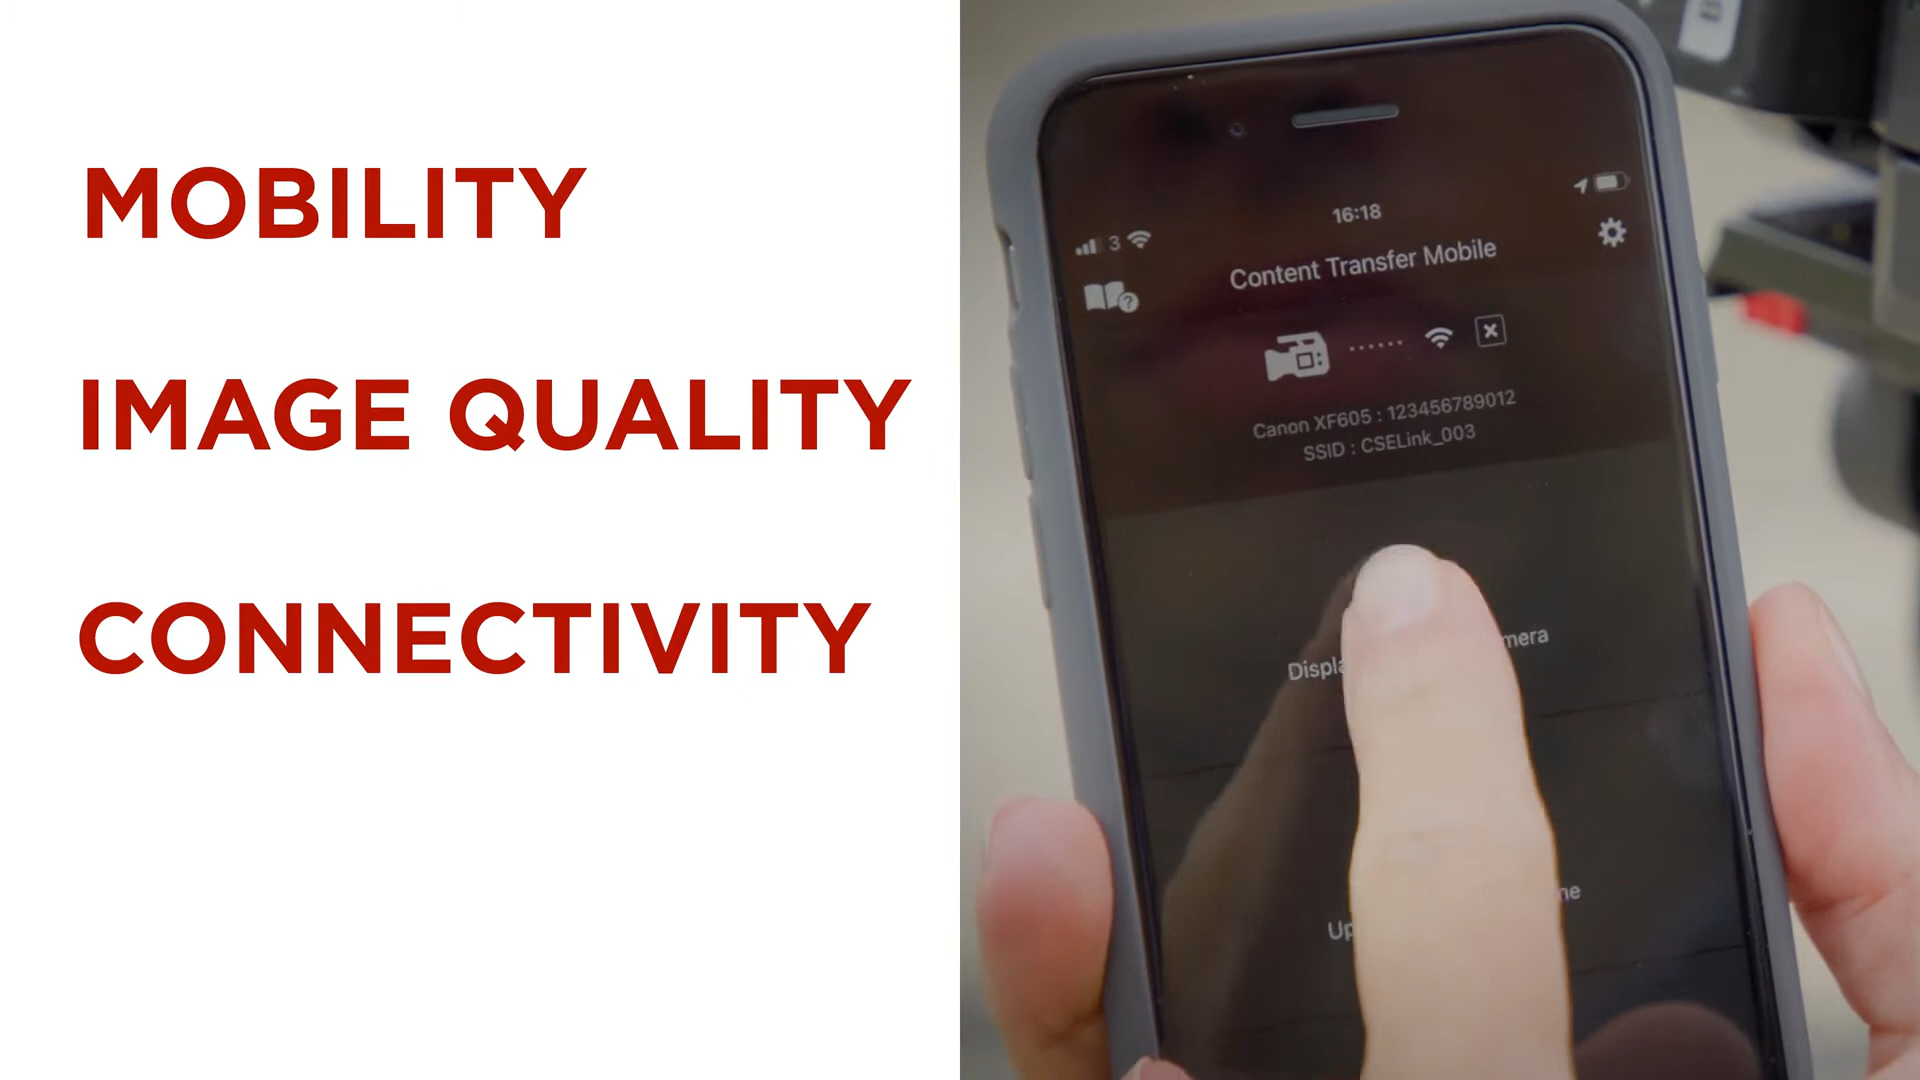 MOBILITY
IMAGE QUALITY
CONNECTIVITY
16:18
3
Content Transfer Mobile
Canon XF605 : 123456789012
SSID : CSELink_003